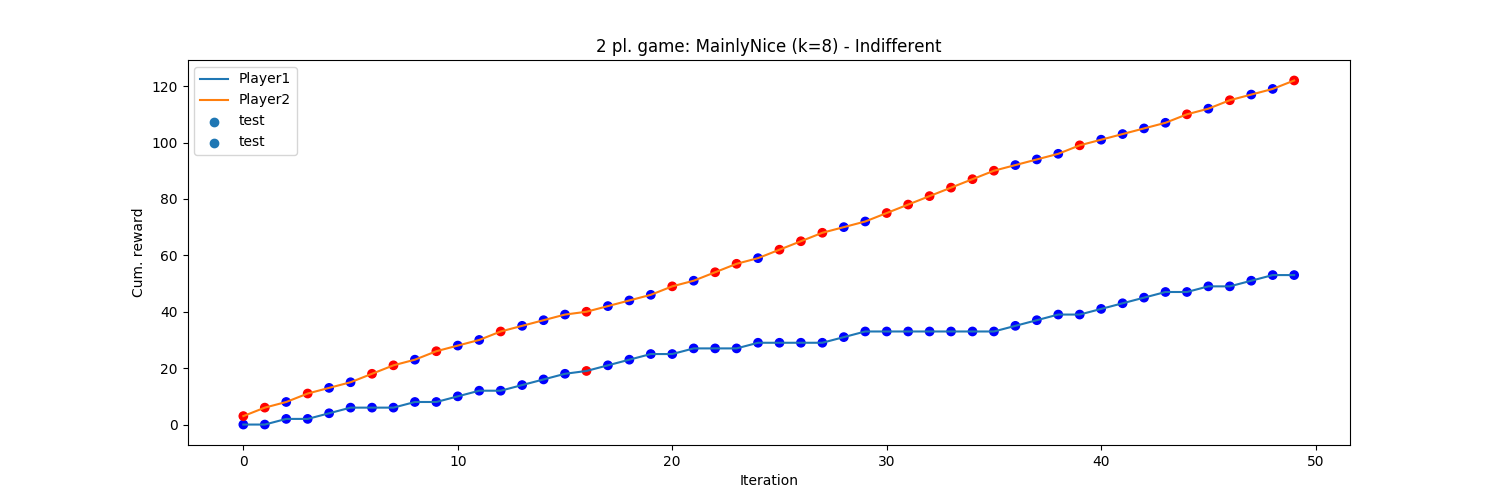 2 pl. game: MainlyNice (k=8) - Indifferent
Player1
Player2
test
test
120
100
80
60
40
20
0
Cum. reward
0 10 20 30 40 50
Iteration